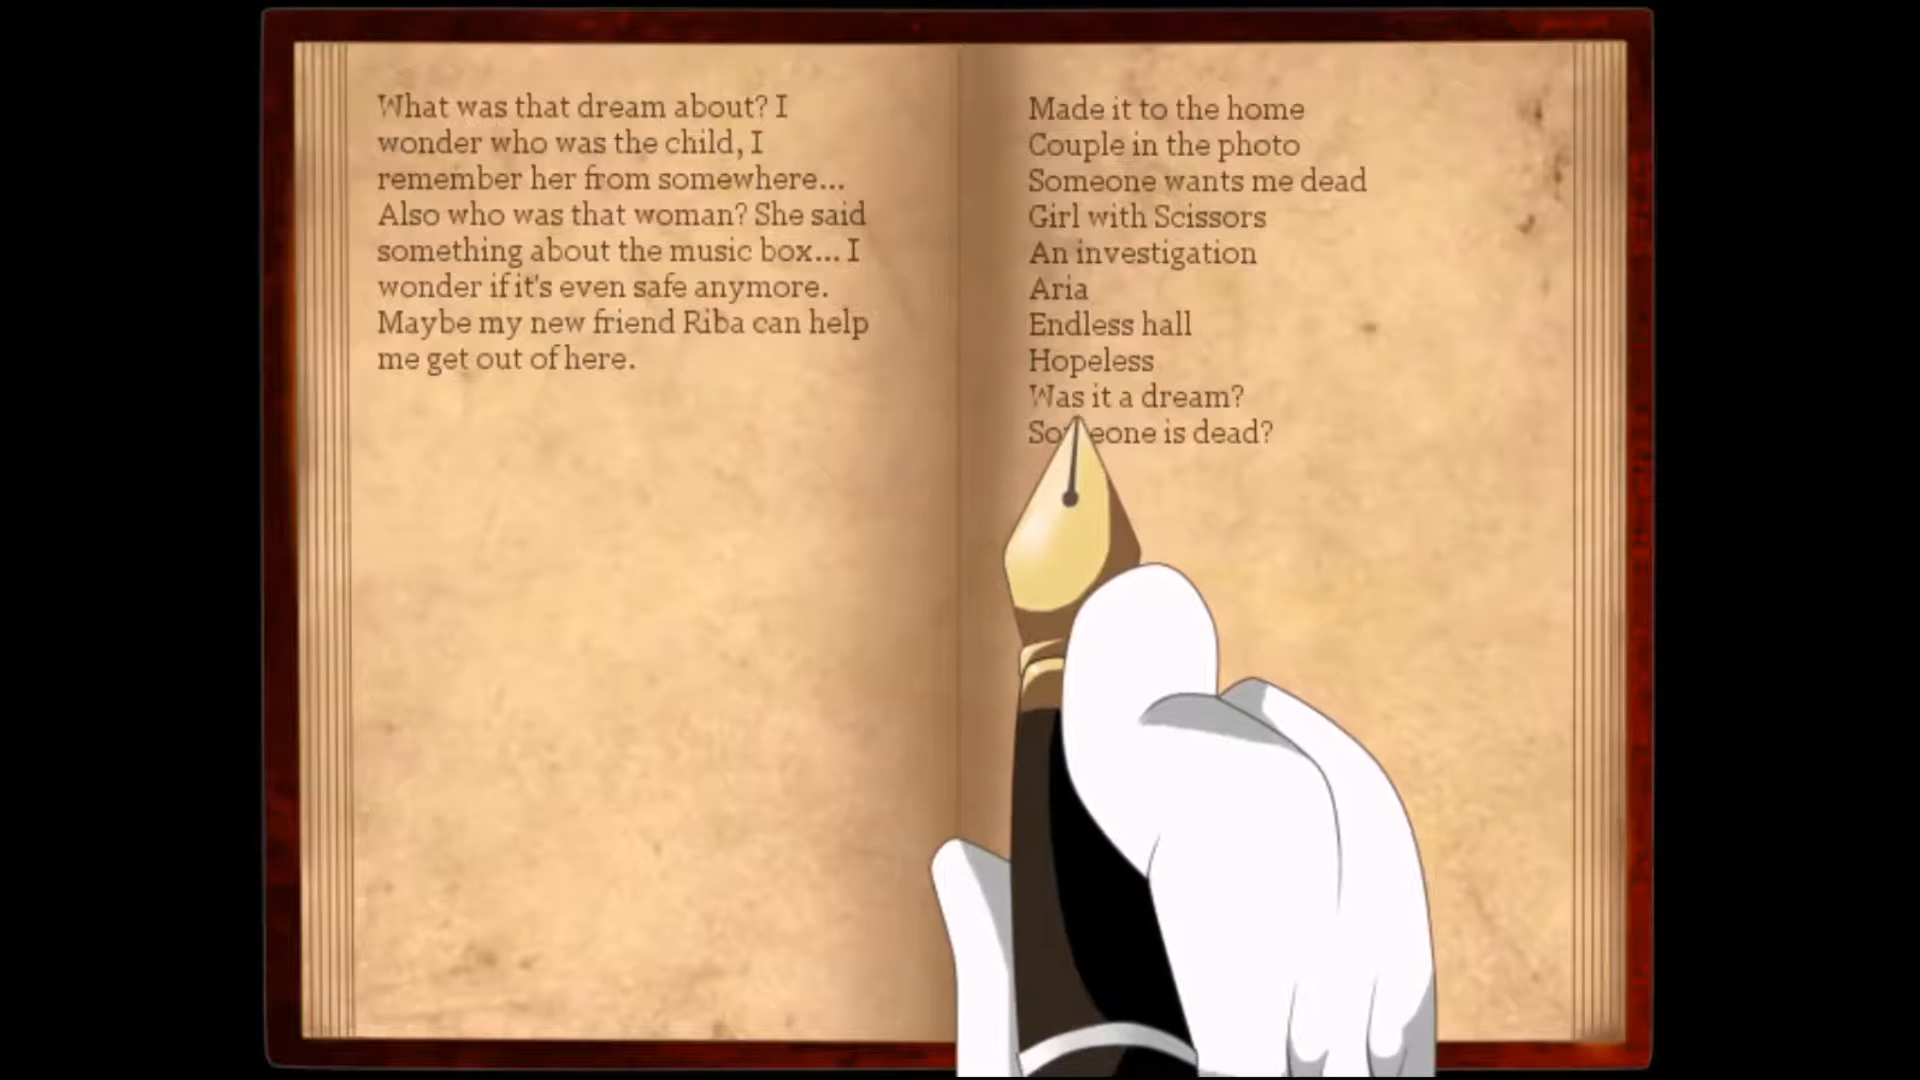 What was that dream about? I
wonder who was the child, I
remember her from somewhere...
Also who was that woman? She said
something about the music box... I
wonder if it's even safe anymore.
Maybe my new friend Riba can help
me get out of here.
Made it to the home
Couple in the photo
Someone wants me dead
Girl with Scissors
An investigation
Aria
Endless hall
Hopeless
Was it a dream?
Someone is dead?